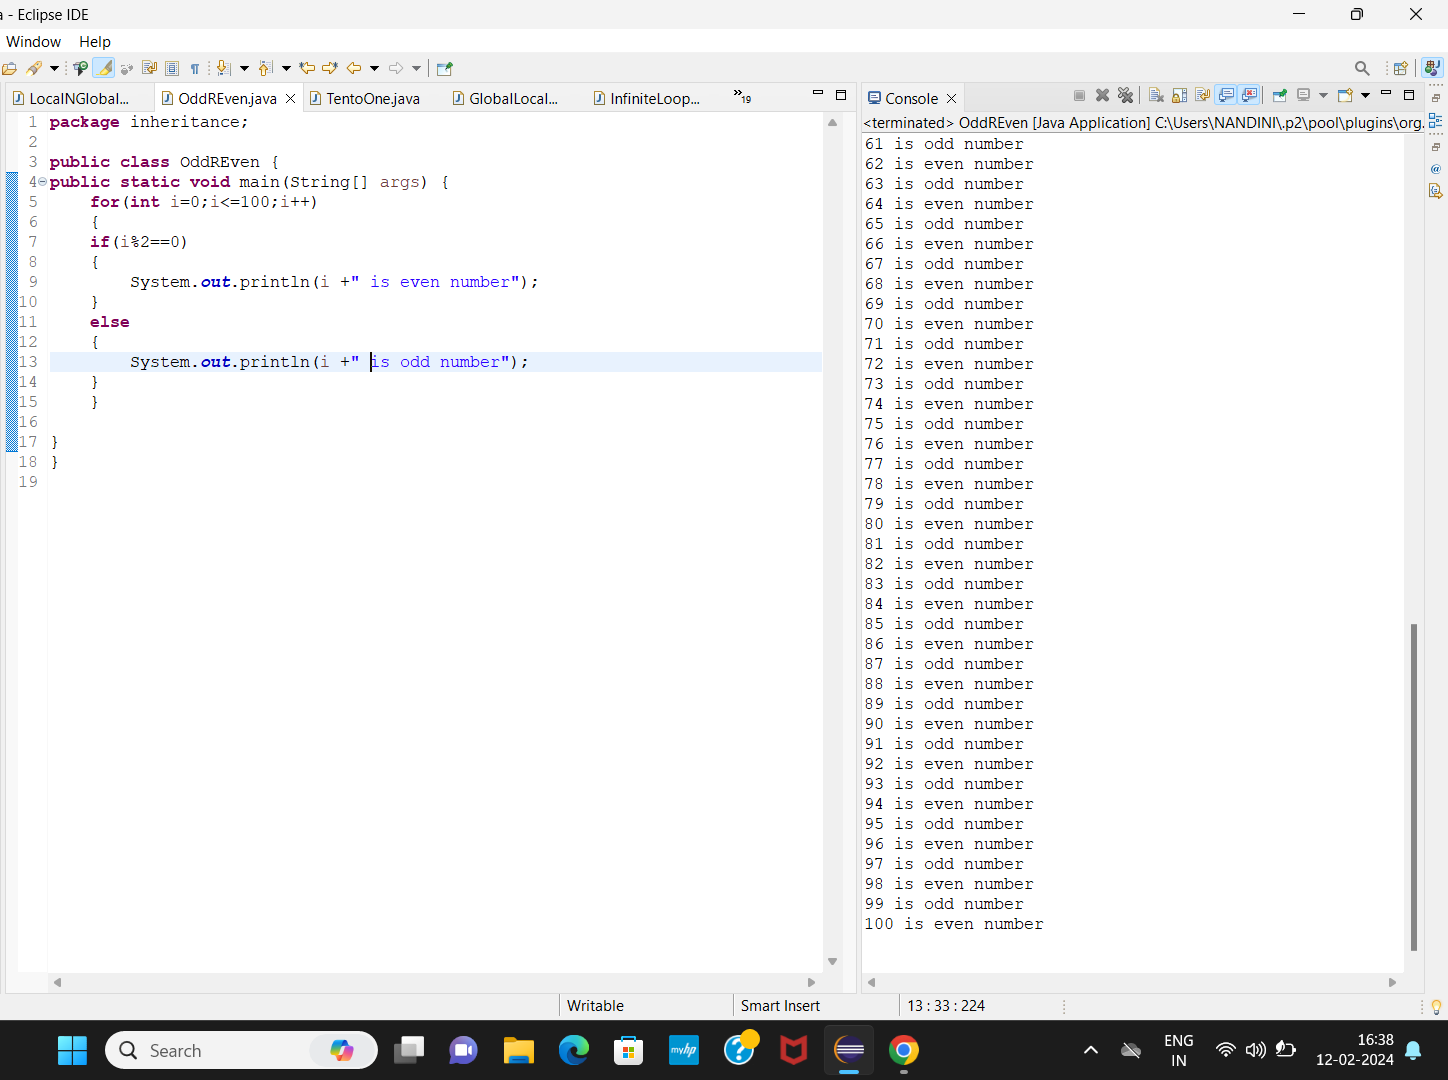 a - Eclipse IDE
Window Help
LocalNGlobal...
OddREven.java
TentoOne.java
GlobalLocal...
InfiniteLoop...
»19
1 package inheritance;
2
3 public class OddREven {
4 public static void main(String[] args) {
5 for(int i=0;i<=100;i++)
6 {
7 if(i%2==0)
8 {
9 System.out.println(i +" is even number");
10 }
11 else
12 {
13 System.out.println(i +" is odd number");
14 }
15 }
16
17 }
18 }
19
Console
<terminated> OddREven [Java Application] C:\Users\NANDINI\.p2\pool\plugins\org.
61 is odd number
62 is even number
63 is odd number
64 is even number
65 is odd number
66 is even number
67 is odd number
68 is even number
69 is odd number
70 is even number
71 is odd number
72 is even number
73 is odd number
74 is even number
75 is odd number
76 is even number
77 is odd number
78 is even number
79 is odd number
80 is even number
81 is odd number
82 is even number
83 is odd number
84 is even number
85 is odd number
86 is even number
87 is odd number
88 is even number
89 is odd number
90 is even number
91 is odd number
92 is even number
93 is odd number
94 is even number
95 is odd number
96 is even number
97 is odd number
98 is even number
99 is odd number
100 is even number
Writable
Smart Insert
13 : 33 : 224
Search
myhp
ENG
IN
16:38
12-02-2024